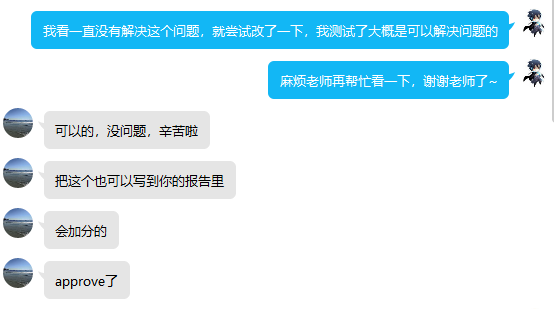 我看一直没有解决这个问题，就尝试改了一下，我测试了大概是可以解决问题的
麻烦老师再帮忙看一下，谢谢老师了~
可以的，没问题，辛苦啦
把这个也可以写到你的报告里
会加分的
approve了